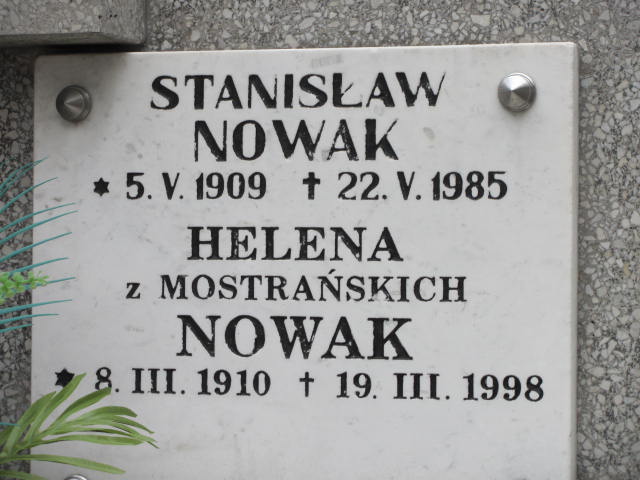 STANISŁAW
NOWAK
✶ 5. V. 1909 † 22. V. 1985
HELENA
z MOSTRAŃSKICH
NOWAK
✶ 8. III. 1910 † 19. III. 1998